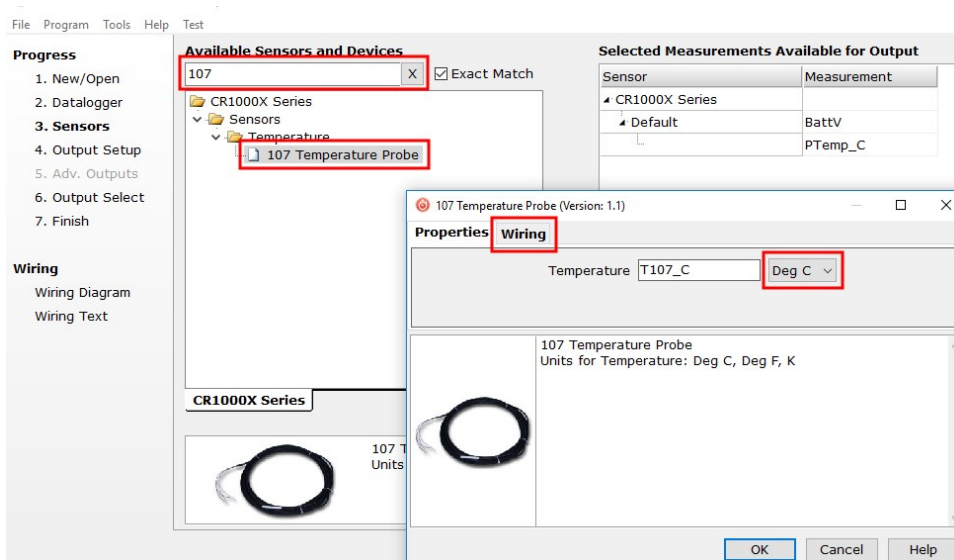 File Program Tools Help Test
Progress
1. New/Open
2. Datalogger
3. Sensors
4. Output Setup
5. Adv. Outputs
6. Output Select
7. Finish
Wiring
Wiring Diagram
Wiring Text
Available Sensors and Devices
107 X Exact Match
CR1000X Series
Sensors
Temperature
107 Temperature Probe
CR1000X Series
107 T
Units
Selected Measurements Available for Output
Sensor Measurement
CR1000X Series
Default BattV
PTemp_C
107 Temperature Probe (Version: 1.1)
Properties Wiring
Temperature T107_C Deg C
107 Temperature Probe
Units for Temperature: Deg C, Deg F, K
OK Cancel Help